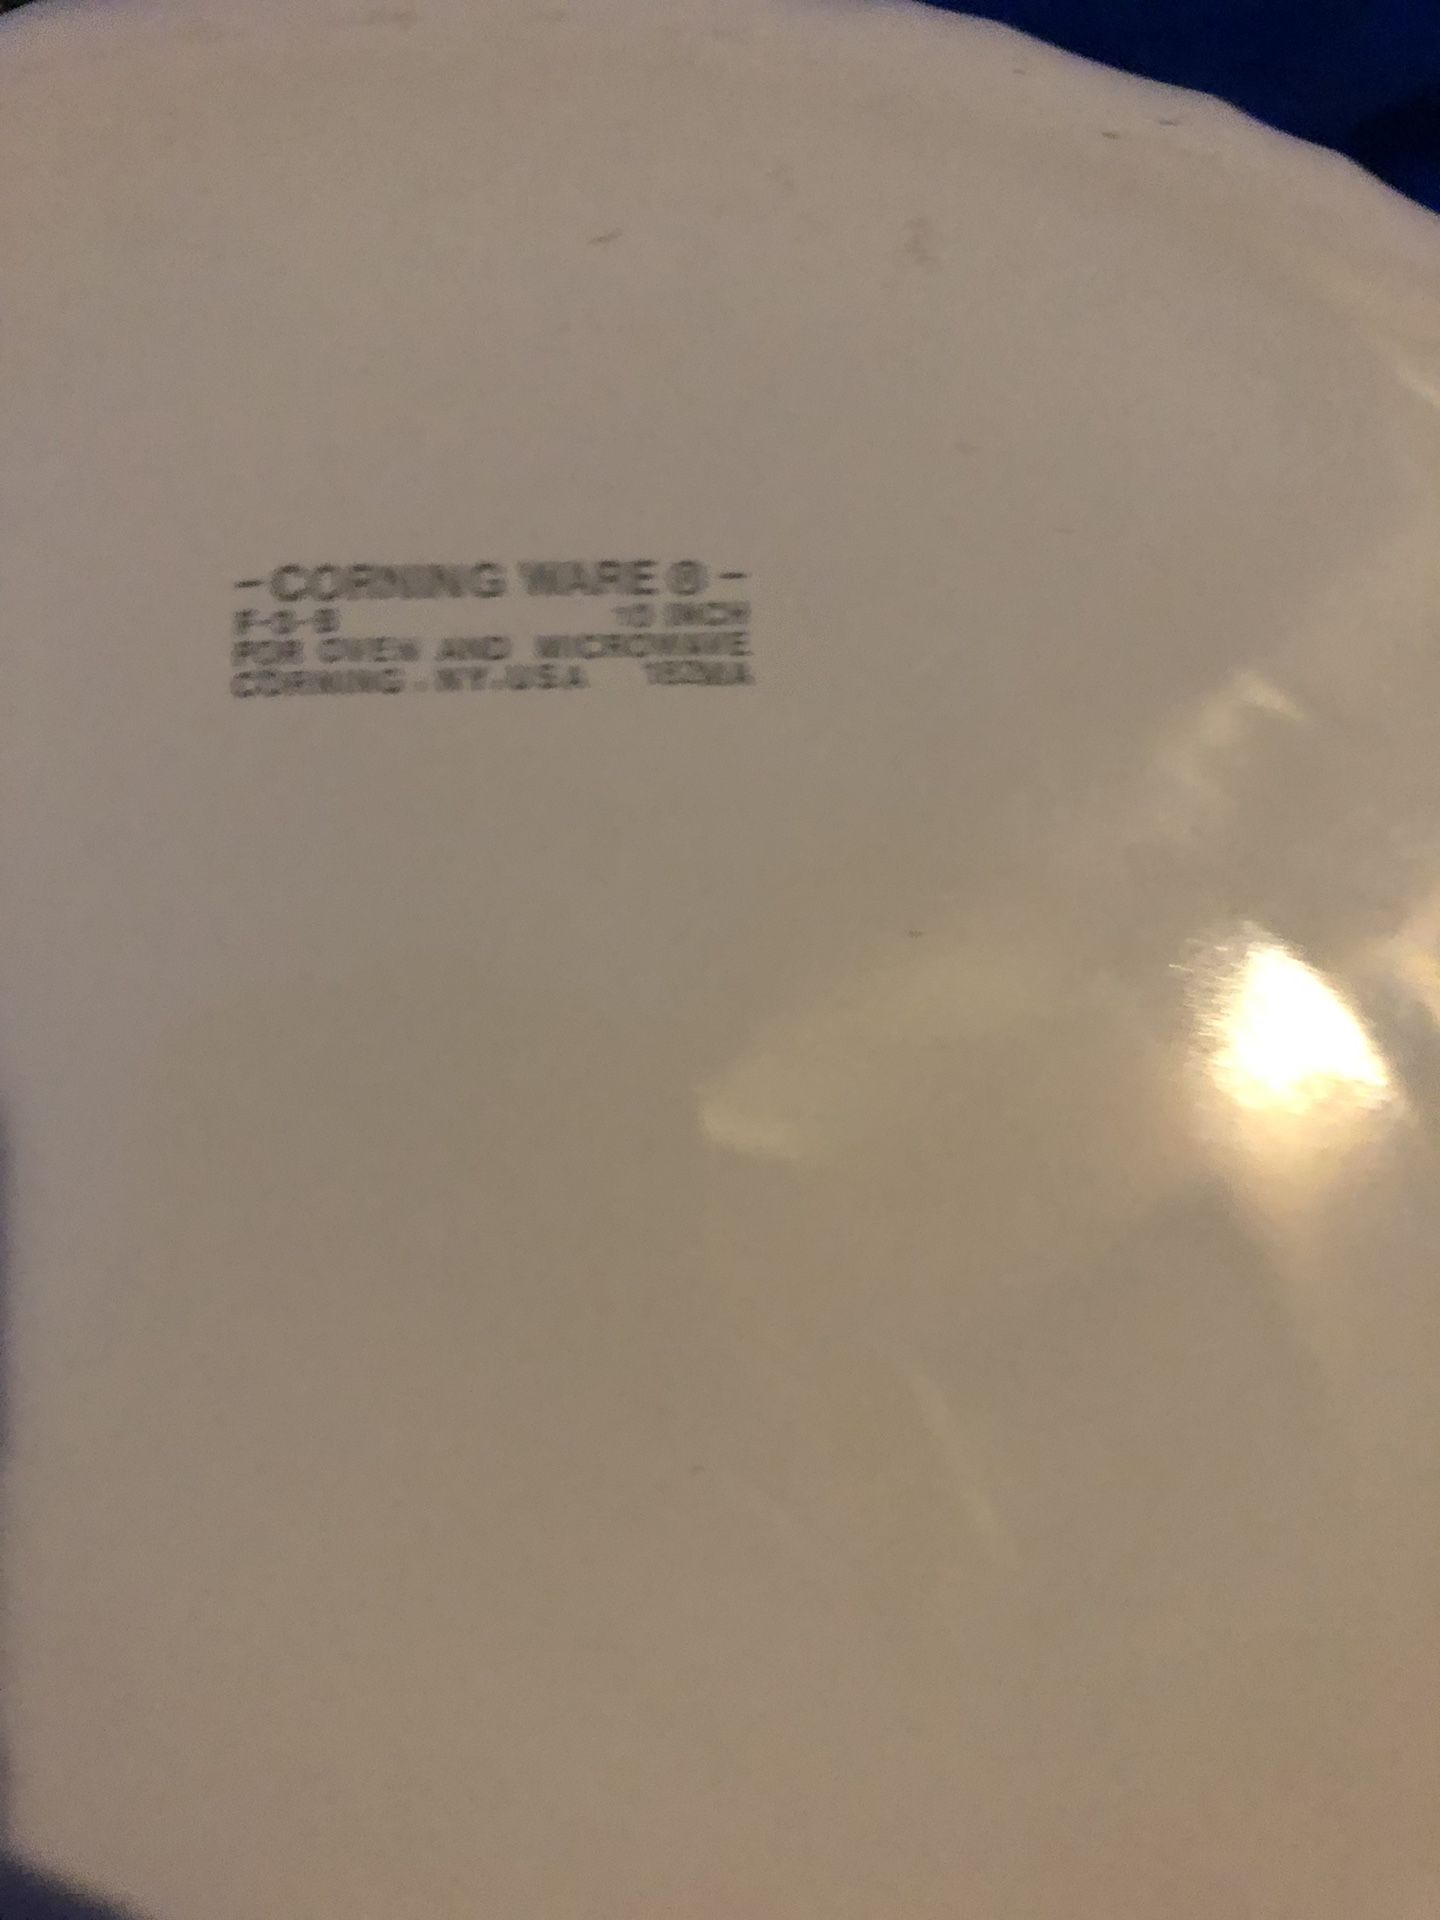 -CORNING WARE ® -
10 INCH
FOR OVEN AND MICROWAVE
CORNING. NY. USA